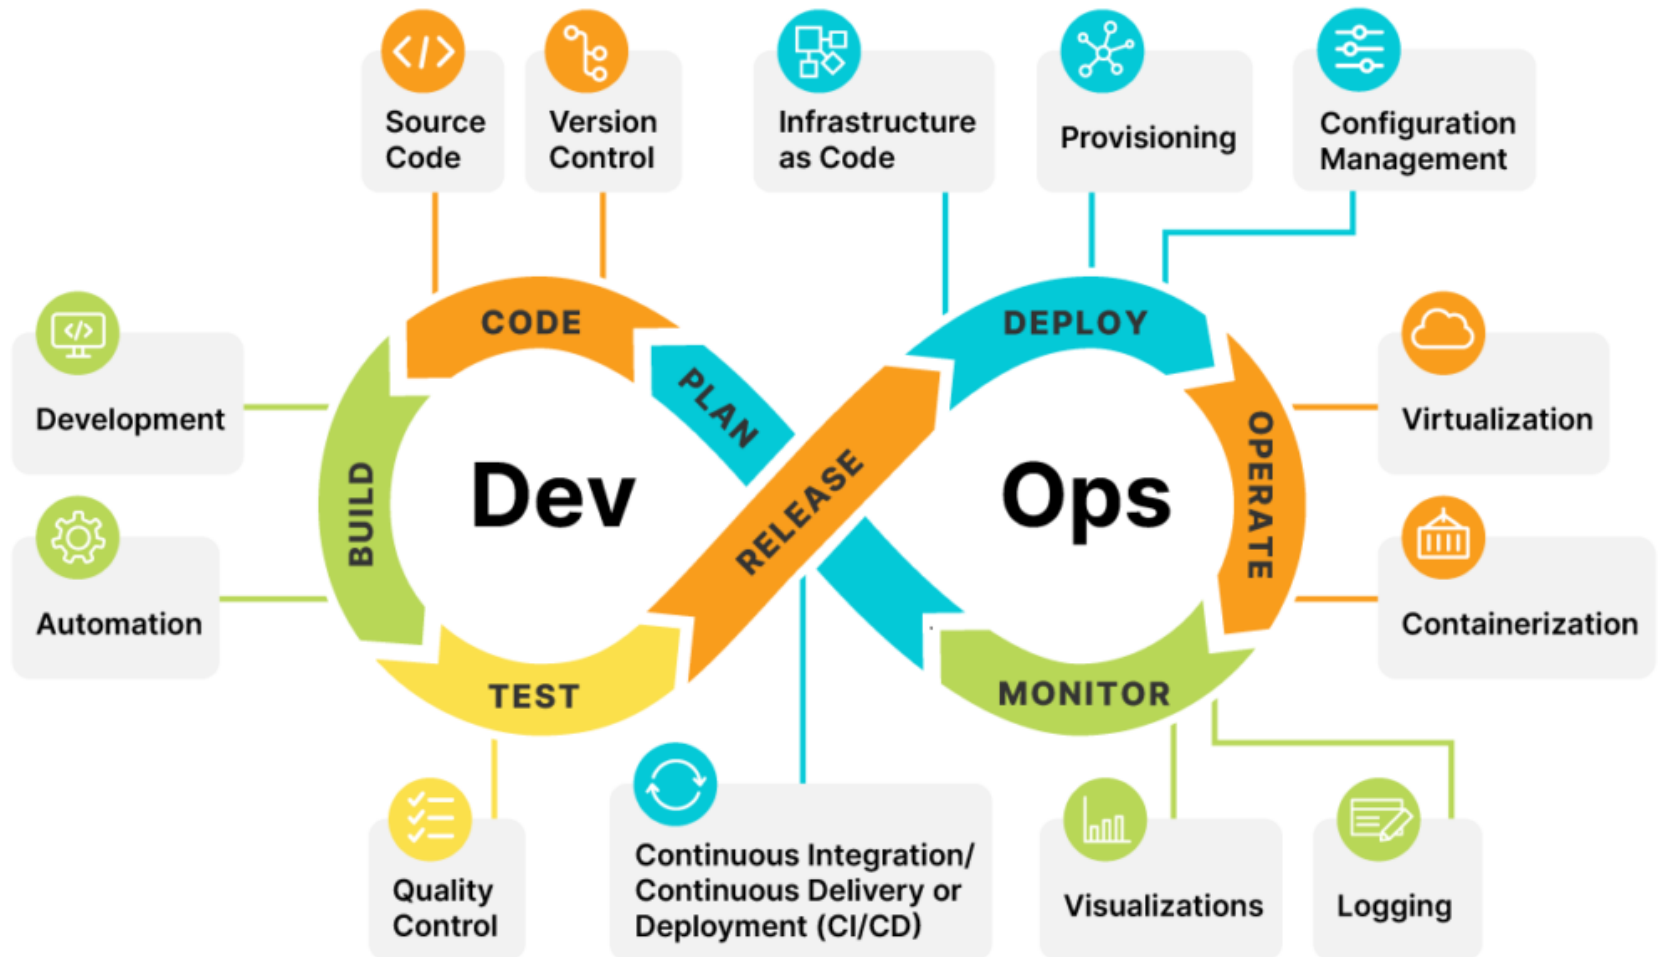 Source
Code
Version
Control
Infrastructure
as Code
Provisioning
Configuration
Management
CODE
DEPLOY
PLAN
Development
Virtualization
BUILD
Dev
RELEASE
Ops
OPERATE
Automation
Containerization
TEST
MONITOR
Quality
Control
Continuous Integration/
Continuous Delivery or
Deployment (CI/CD)
Visualizations
Logging